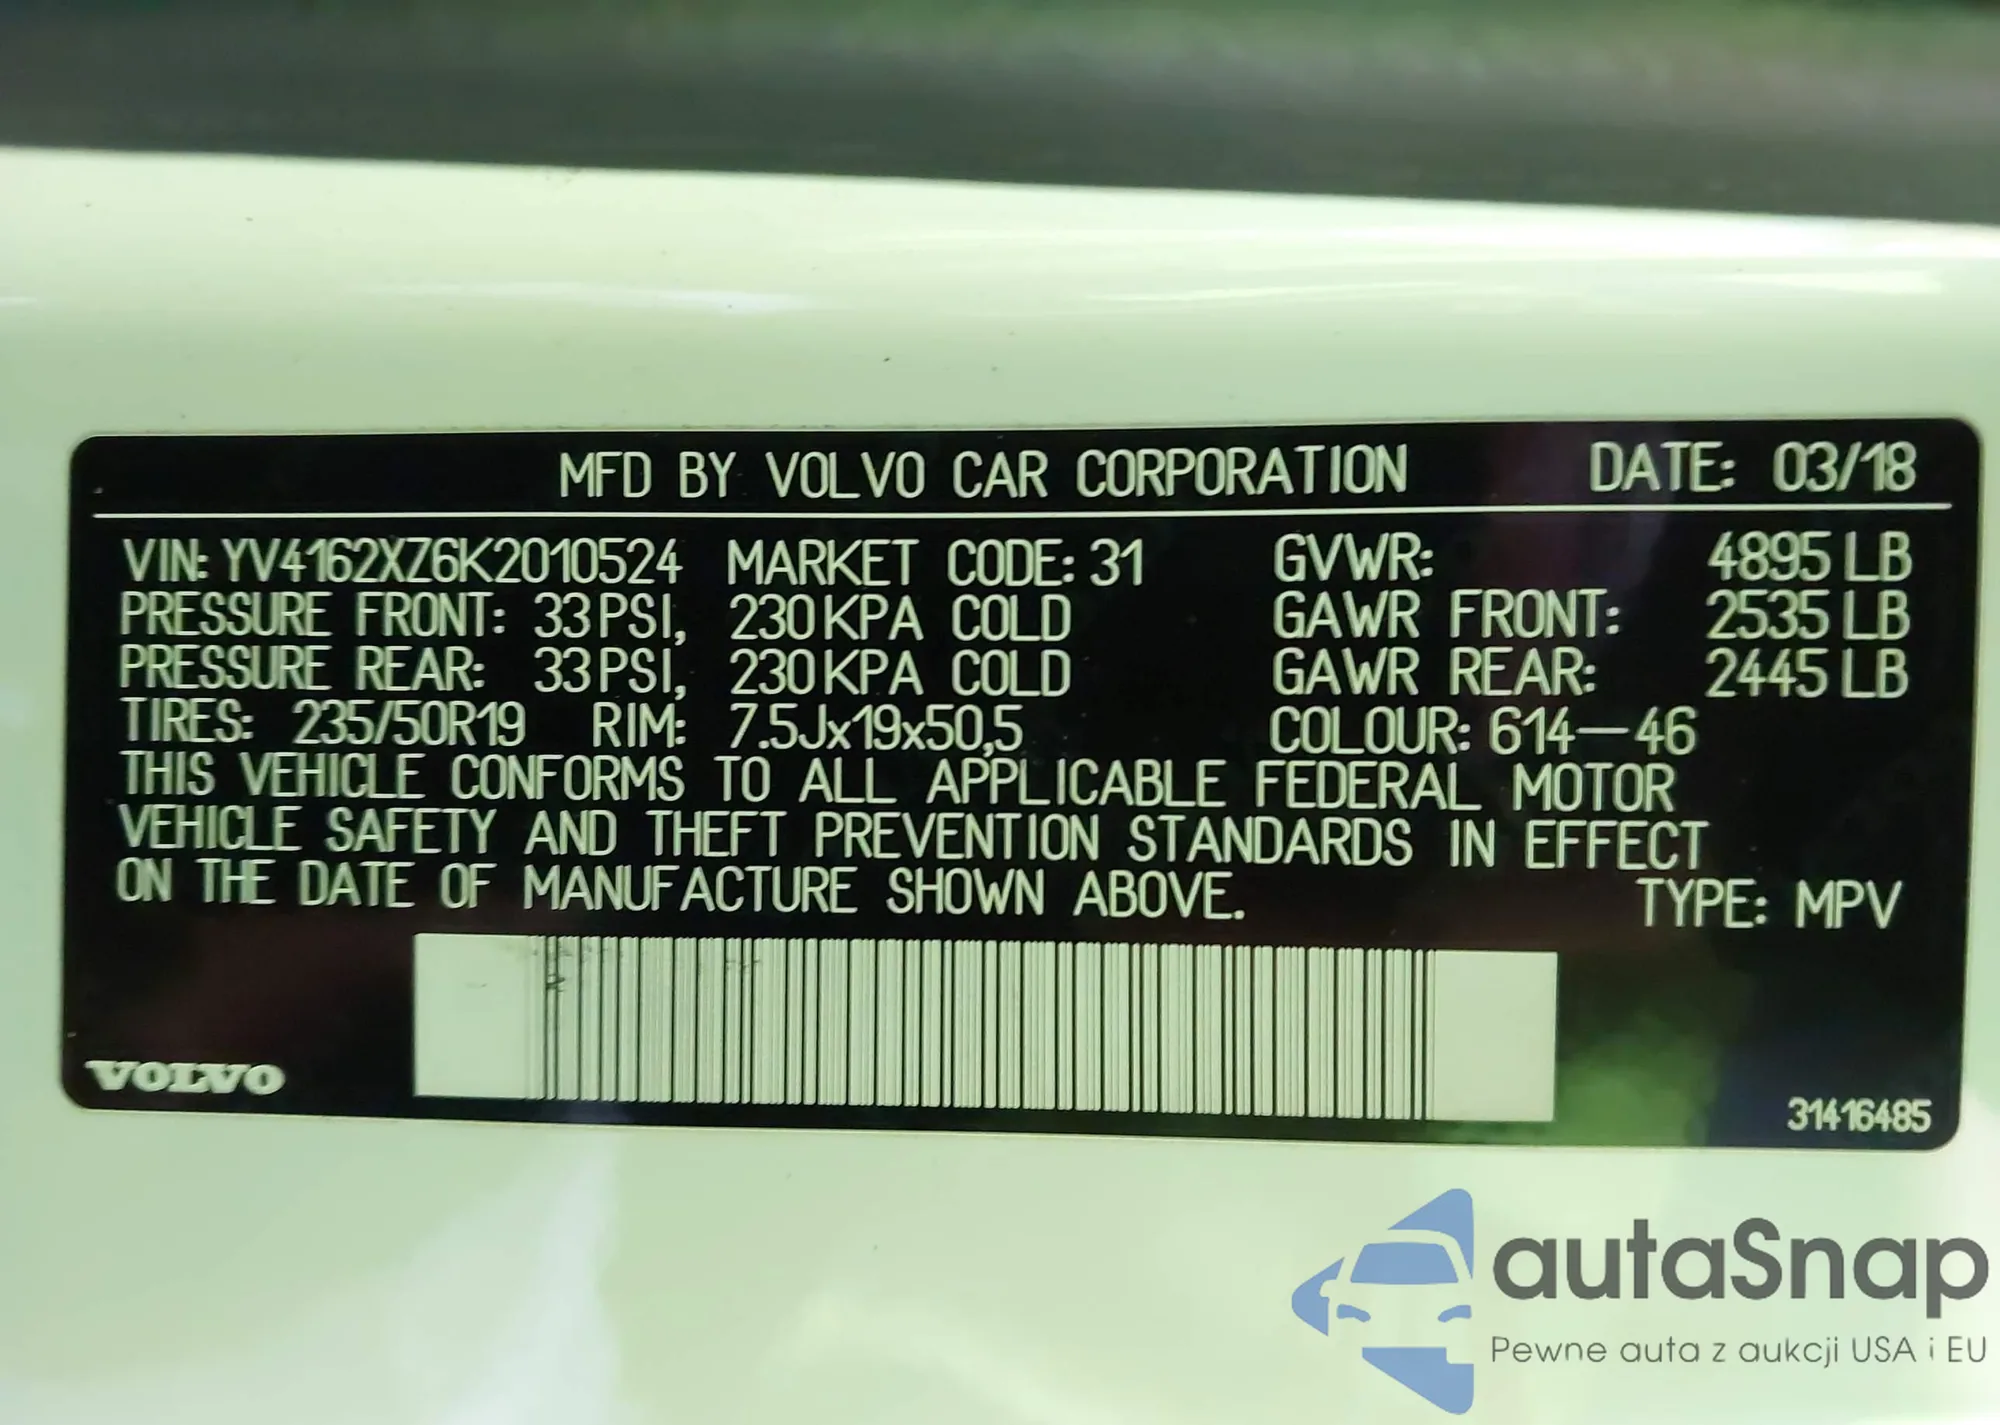 MFD BY VOLVO CAR CORPORATION DATE: 03/18
VIN: YV4162XZ6K2010524 MARKET CODE: 31 GVWR: 4895 LB
PRESSURE FRONT: 33 PSI, 230 KPA COLD GAWR FRONT: 2535 LB
PRESSURE REAR: 33 PSI, 230 KPA COLD GAWR REAR: 2445 LB
TIRES: 235/50R19 RIM: 7.5Jx19x50,5 COLOUR: 614-46
THIS VEHICLE CONFORMS TO ALL APPLICABLE FEDERAL MOTOR
VEHICLE SAFETY AND THEFT PREVENTION STANDARDS IN EFFECT
ON THE DATE OF MANUFACTURE SHOWN ABOVE. TYPE: MPV
VOLVO
31416485
autaSnap
Pewne auta z aukcji USA i EU